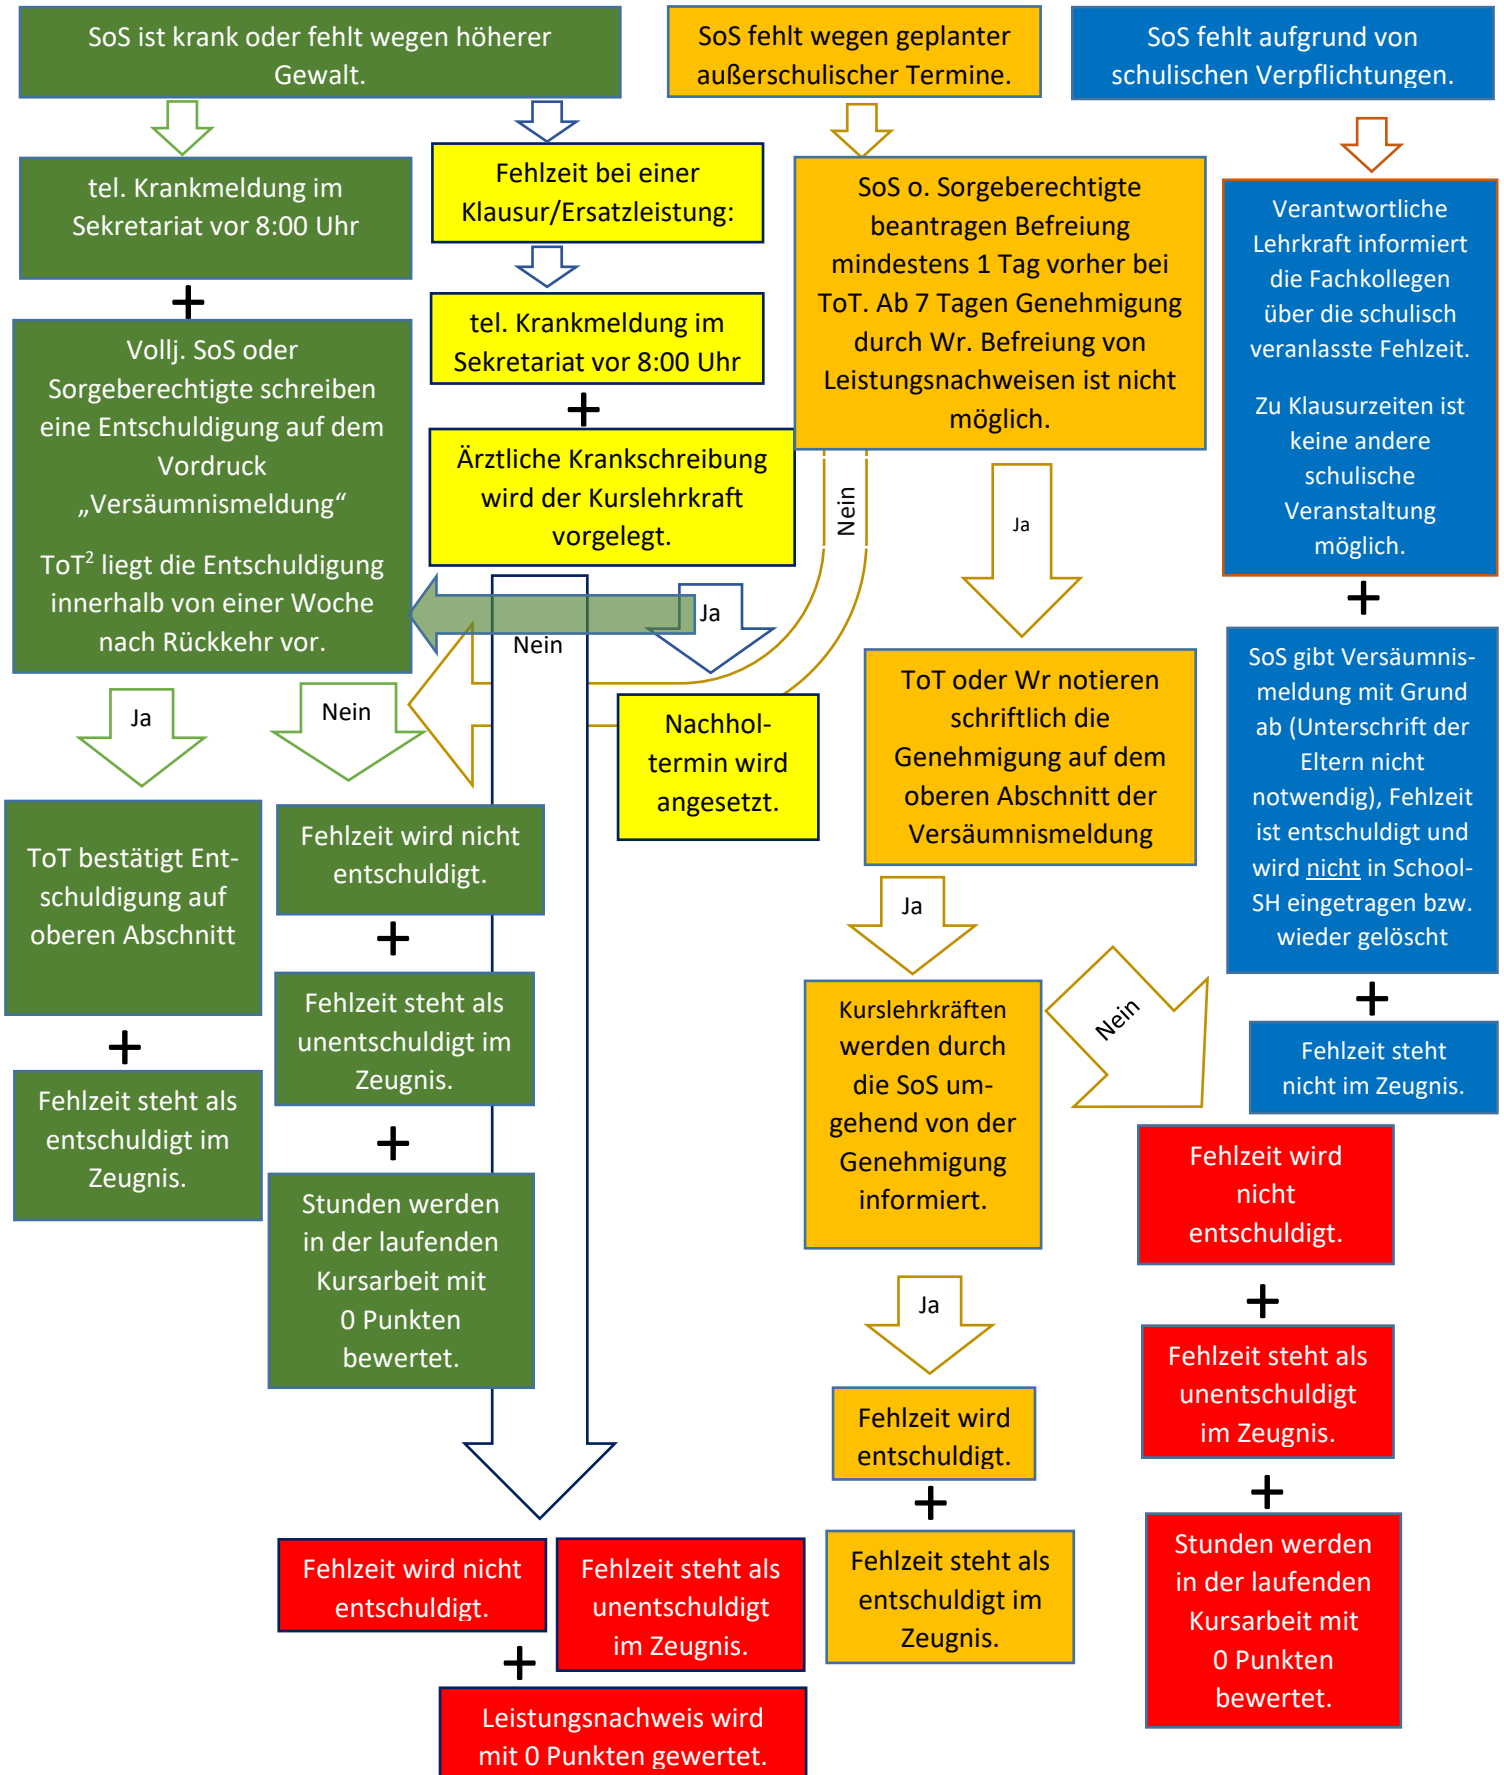 SoS ist krank oder fehlt wegen höherer
Gewalt.
SoS fehlt wegen geplanter
außerschulischer Termine.
SoS fehlt aufgrund von
schulischen Verpflichtungen.
tel. Krankmeldung im
Sekretariat vor 8:00 Uhr
+
Vollj. SoS oder
Sorgeberechtigte schreiben
eine Entschuldigung auf dem
Vordruck
„Versäumnismeldung“
ToT² liegt die Entschuldigung
innerhalb von einer Woche
nach Rückkehr vor.
Ja
Nein
ToT bestätigt Ent-
schuldigung auf
oberen Abschnitt
+
Fehlzeit steht als
entschuldigt im
Zeugnis.
Fehlzeit wird nicht
entschuldigt.
+
Fehlzeit steht als
unentschuldigt im
Zeugnis.
+
Stunden werden
in der laufenden
Kursarbeit mit
0 Punkten
bewertet.
Fehlzeit bei einer
Klausur/Ersatzleistung:
tel. Krankmeldung im
Sekretariat vor 8:00 Uhr
+
Ärztliche Krankschreibung
wird der Kurslehrkraft
vorgelegt.
Nein
Ja
Nachhol-
termin wird
angesetzt.
Fehlzeit wird nicht
entschuldigt.
Fehlzeit steht als
unentschuldigt
im Zeugnis.
+
Leistungsnachweis wird
mit 0 Punkten gewertet.
SoS o. Sorgeberechtigte
beantragen Befreiung
mindestens 1 Tag vorher bei
ToT. Ab 7 Tagen Genehmigung
durch Wr. Befreiung von
Leistungsnachweisen ist nicht
möglich.
Nein
Ja
ToT oder Wr notieren
schriftlich die
Genehmigung auf dem
oberen Abschnitt der
Versäumnismeldung
Ja
Kurslehrkräften
werden durch
die SoS um-
gehend von der
Genehmigung
informiert.
Nein
Ja
Fehlzeit wird
entschuldigt.
+
Fehlzeit steht als
entschuldigt im
Zeugnis.
Verantwortliche
Lehrkraft informiert
die Fachkollegen
über die schulisch
veranlasste Fehlzeit.
Zu Klausurzeiten ist
keine andere
schulische
Veranstaltung
möglich.
+
SoS gibt Versäumnis-
meldung mit Grund
ab (Unterschrift der
Eltern nicht
notwendig), Fehlzeit
ist entschuldigt und
wird nicht in School-
SH eingetragen bzw.
wieder gelöscht
+
Fehlzeit steht
nicht im Zeugnis.
Fehlzeit wird
nicht
entschuldigt.
+
Fehlzeit steht als
unentschuldigt
im Zeugnis.
+
Stunden werden
in der laufenden
Kursarbeit mit
0 Punkten
bewertet.